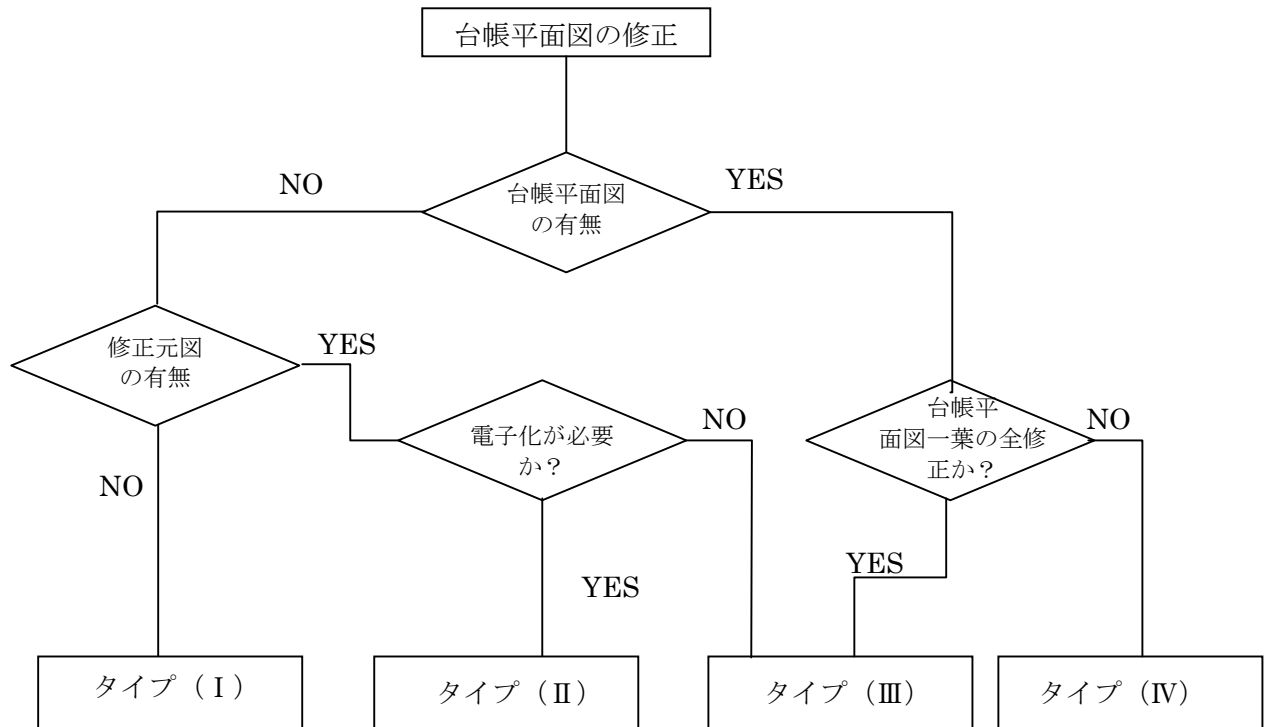 台帳平面図の修正
NO
YES
台帳平面図
の有無
修正元図
の有無
YES
NO
電子化が必要
か？
NO
YES
台帳平
面図一葉の全修
正か？
NO
YES
タイプ（Ⅰ）
タイプ（Ⅱ）
タイプ（Ⅲ）
タイプ（Ⅳ）